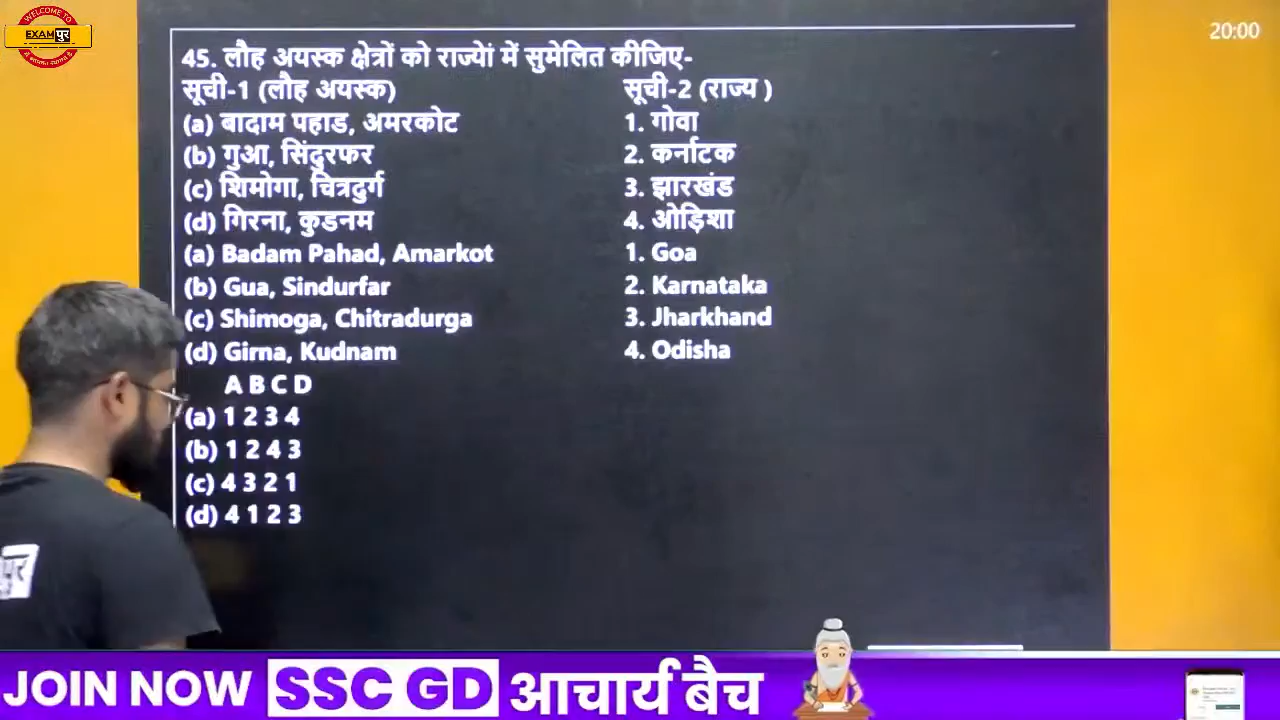 WELCOME TO
EXAMपुर
20:00
45. लौह अयस्क क्षेत्रों को राज्यों में सुमेलित कीजिए-
सूची-1 (लौह अयस्क) सूची-2 (राज्य )
(a) बादाम पहाड, अमरकोट 1. गोवा
(b) गुआ, सिंदुरफर 2. कर्नाटक
(c) शिमोगा, चित्रदुर्ग 3. झारखंड
(d) गिरना, कुडनम 4. ओड़िशा
(a) Badam Pahad, Amarkot 1. Goa
(b) Gua, Sindurfar 2. Karnataka
(c) Shimoga, Chitradurga 3. Jharkhand
(d) Girna, Kudnam 4. Odisha
A B C D
(a) 1 2 3 4
(b) 1 2 4 3
(c) 4 3 2 1
(d) 4 1 2 3
JOIN NOW SSC GD आचार्य बैच